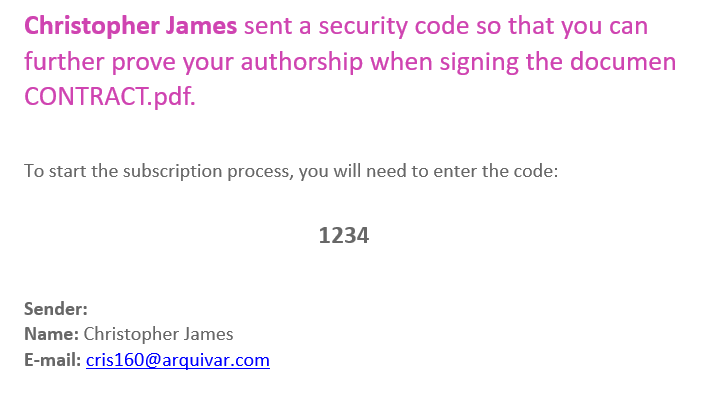 Christopher James sent a security code so that you can
further prove your authorship when signing the documen
CONTRACT.pdf.
To start the subscription process, you will need to enter the code:
1234
Sender:
Name: Christopher James
E-mail: cris160@arquivar.com